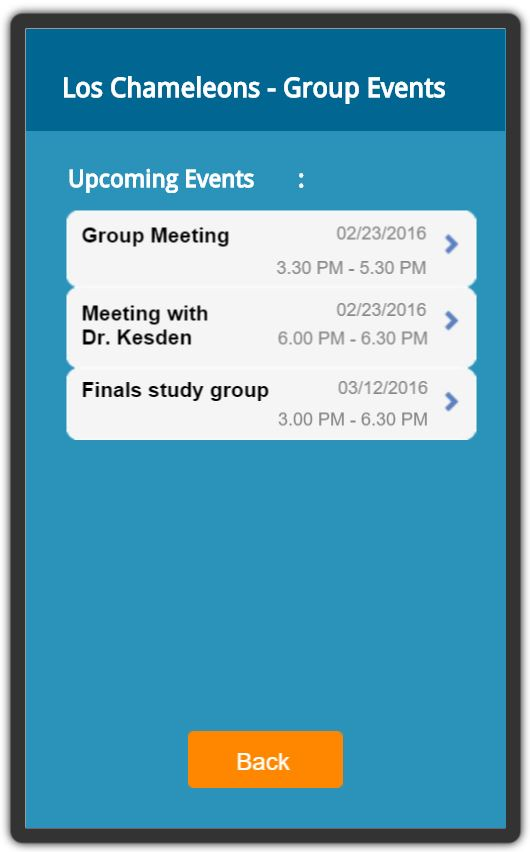 Los Chameleons - Group Events
Upcoming Events :
Group Meeting 02/23/2016
3.30 PM - 5.30 PM
Meeting with 02/23/2016
Dr. Kesden 6.00 PM - 6.30 PM
Finals study group 03/12/2016
3.00 PM - 6.30 PM
Back